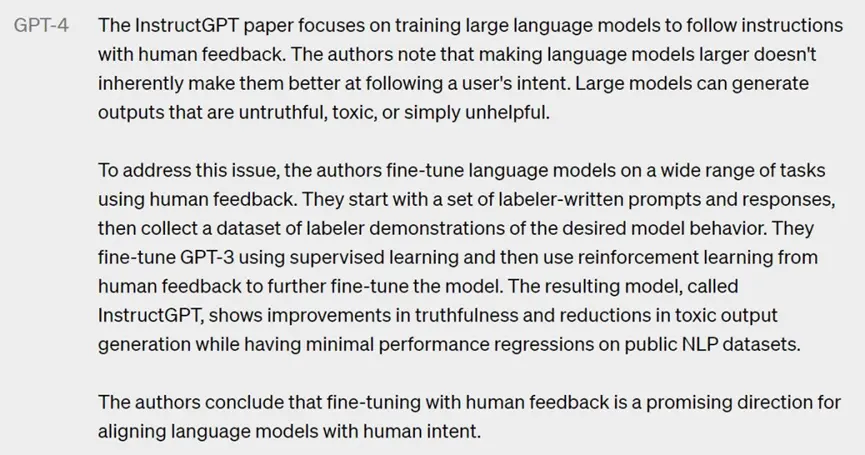 GPT-4
The InstructGPT paper focuses on training large language models to follow instructions
with human feedback. The authors note that making language models larger doesn't
inherently make them better at following a user's intent. Large models can generate
outputs that are untruthful, toxic, or simply unhelpful.
To address this issue, the authors fine-tune language models on a wide range of tasks
using human feedback. They start with a set of labeler-written prompts and responses,
then collect a dataset of labeler demonstrations of the desired model behavior. They
fine-tune GPT-3 using supervised learning and then use reinforcement learning from
human feedback to further fine-tune the model. The resulting model, called
InstructGPT, shows improvements in truthfulness and reductions in toxic output
generation while having minimal performance regressions on public NLP datasets.
The authors conclude that fine-tuning with human feedback is a promising direction for
aligning language models with human intent.